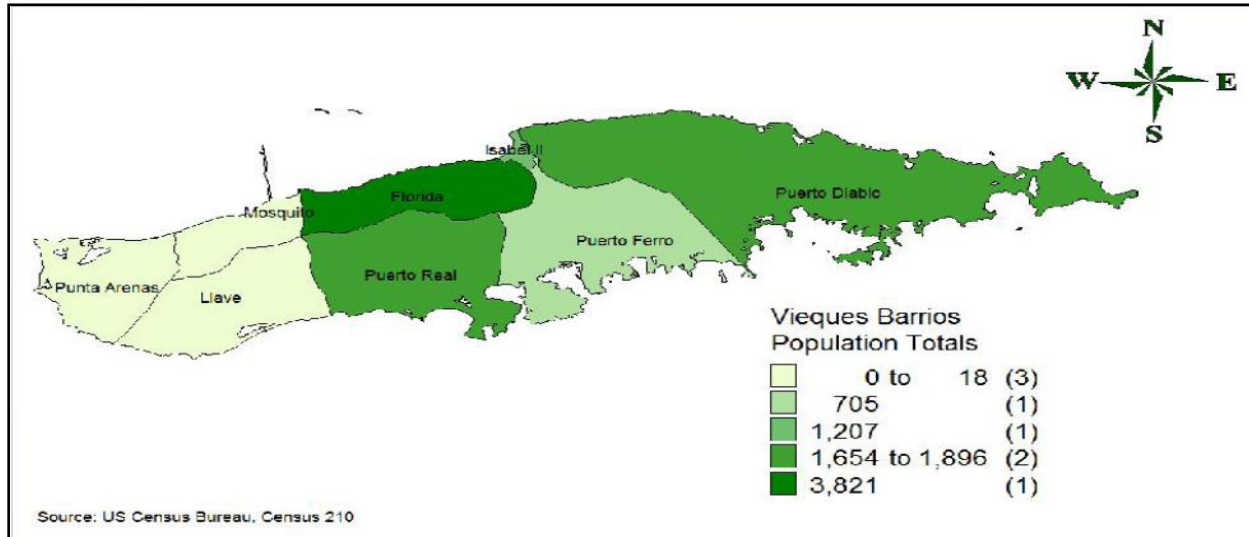 N
W E
S
Isabel II
Florida
Mosquito
Puerto Diablo
Puerto Ferro
Puerto Real
Punta Arenas
Llave
Vieques Barrios
Population Totals
0 to 18 (3)
705 (1)
1,207 (1)
1,654 to 1,896 (2)
3,821 (1)
Source: US Census Bureau, Census 210